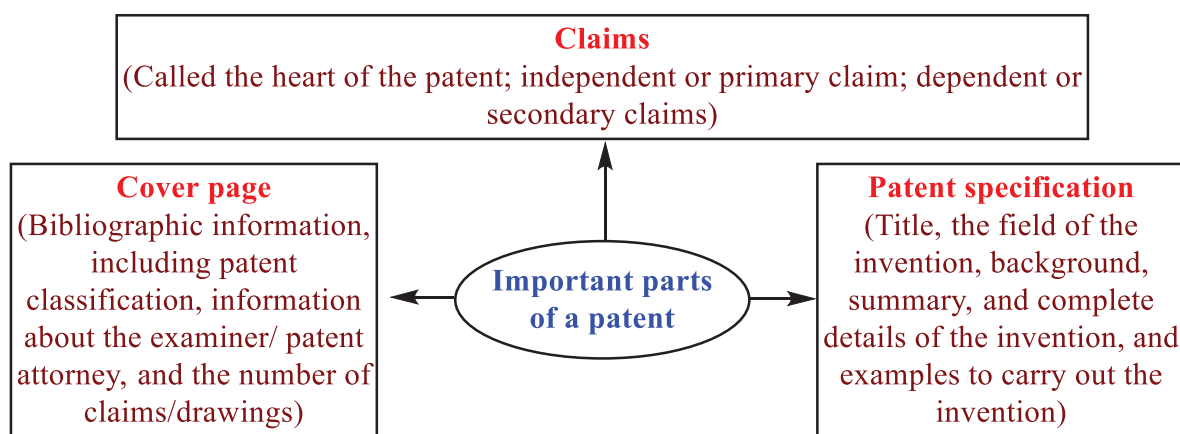 Claims
(Called the heart of the patent; independent or primary claim; dependent or
secondary claims)
Cover page
(Bibliographic information,
including patent
classification, information
about the examiner/ patent
attorney, and the number of
claims/drawings)
Important parts
of a patent
Patent specification
(Title, the field of the
invention, background,
summary, and complete
details of the invention, and
examples to carry out the
invention)